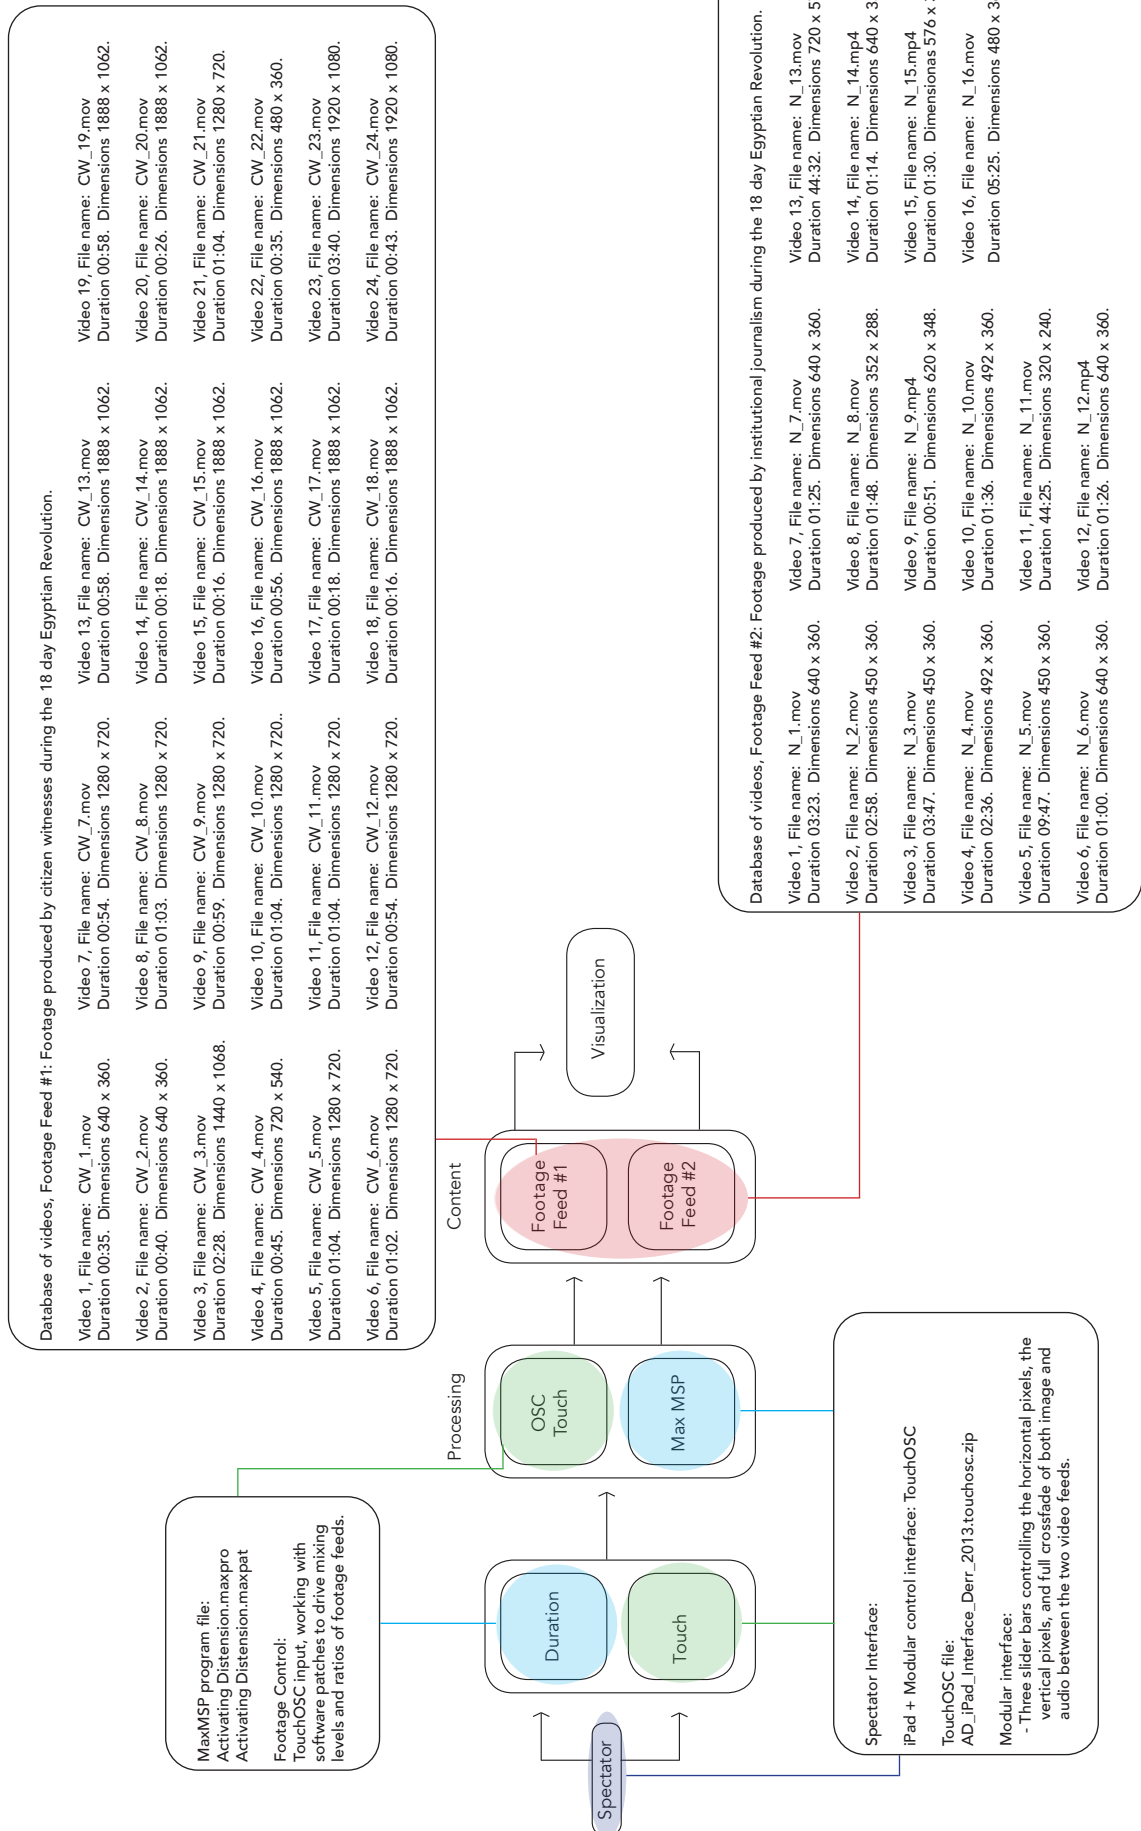 Database of videos, Footage Feed #1: Footage produced by citizen witnesses during the 18 day Egyptian Revolution.
Video 1, File name: CW_1.mov
Duration 00:35. Dimensions 640 x 360.
Video 2, File name: CW_2.mov
Duration 00:40. Dimensions 640 x 360.
Video 3, File name: CW_3.mov
Duration 02:28. Dimensions 1440 x 1068.
Video 4, File name: CW_4.mov
Duration 00:45. Dimensions 720 x 540.
Video 5, File name: CW_5.mov
Duration 01:04. Dimensions 1280 x 720.
Video 6, File name: CW_6.mov
Duration 01:02. Dimensions 1280 x 720.
Video 7, File name: CW_7.mov
Duration 00:54. Dimensions 1280 x 720.
Video 8, File name: CW_8.mov
Duration 01:03. Dimensions 1280 x 720.
Video 9, File name: CW_9.mov
Duration 00:59. Dimensions 1280 x 720.
Video 10, File name: CW_10.mov
Duration 01:04. Dimensions 1280 x 720..
Video 11, File name: CW_11.mov
Duration 01:04. Dimensions 1280 x 720.
Video 12, File name: CW_12.mov
Duration 00:54. Dimensions 1280 x 720.
Video 13, File name: CW_13.mov
Duration 00:58. Dimensions 1888 x 1062.
Video 14, File name: CW_14.mov
Duration 00:18. Dimensions 1888 x 1062.
Video 15, File name: CW_15.mov
Duration 00:16. Dimensions 1888 x 1062.
Video 16, File name: CW_16.mov
Duration 00:56. Dimensions 1888 x 1062.
Video 17, File name: CW_17.mov
Duration 00:18. Dimensions 1888 x 1062.
Video 18, File name: CW_18.mov
Duration 00:16. Dimensions 1888 x 1062.
Video 19, File name: CW_19.mov
Duration 00:58. Dimensions 1888 x 1062.
Video 20, File name: CW_20.mov
Duration 00:26. Dimensions 1888 x 1062.
Video 21, File name: CW_21.mov
Duration 01:04. Dimensions 1280 x 720.
Video 22, File name: CW_22.mov
Duration 00:35. Dimensions 480 x 360.
Video 23, File name: CW_23.mov
Duration 03:40. Dimensions 1920 x 1080.
Video 24, File name: CW_24.mov
Duration 00:43. Dimensions 1920 x 1080.
MaxMSP program file:
Activating Distension.maxpro
Activating Distension.maxpat
Footage Control:
TouchOSC input, working with
software patches to drive mixing
levels and ratios of footage feeds.
Processing
Content
Spectator
Duration
Touch
OSC
Touch
Max MSP
Footage
Feed #1
Footage
Feed #2
Visualization
Spectator Interface:
iPad + Modular control interface: TouchOSC
TouchOSC file:
AD_iPad_Interface_Derr_2013.touchosc.zip
Modular interface:
- Three slider bars controlling the horizontal pixels, the
vertical pixels, and full crossfade of both image and
audio between the two video feeds.
Database of videos, Footage Feed #2: Footage produced by institutional journalism during the 18 day Egyptian Revolution.
Video 1, File name: N_1.mov
Duration 03:23. Dimensions 640 x 360.
Video 2, File name: N_2.mov
Duration 02:58. Dimensions 450 x 360.
Video 3, File name: N_3.mov
Duration 03:47. Dimensions 450 x 360.
Video 4, File name: N_4.mov
Duration 02:36. Dimensions 492 x 360.
Video 5, File name: N_5.mov
Duration 09:47. Dimensions 450 x 360.
Video 6, File name: N_6.mov
Duration 01:00. Dimensions 640 x 360.
Video 7, File name: N_7.mov
Duration 01:25. Dimensions 640 x 360.
Video 8, File name: N_8.mov
Duration 01:48. Dimensions 352 x 288.
Video 9, File name: N_9.mp4
Duration 00:51. Dimensions 620 x 348.
Video 10, File name: N_10.mov
Duration 01:36. Dimensions 492 x 360.
Video 11, File name: N_11.mov
Duration 44:25. Dimensions 320 x 240.
Video 12, File name: N_12.mp4
Duration 01:26. Dimensions 640 x 360.
Video 13, File name: N_13.mov
Duration 44:32. Dimensions 720 x
Video 14, File name: N_14.mp4
Duration 01:14. Dimensions 640 x
Video 15, File name: N_15.mp4
Duration 01:30. Dimensionas 576 x
Video 16, File name: N_16.mov
Duration 05:25. Dimensions 480 x